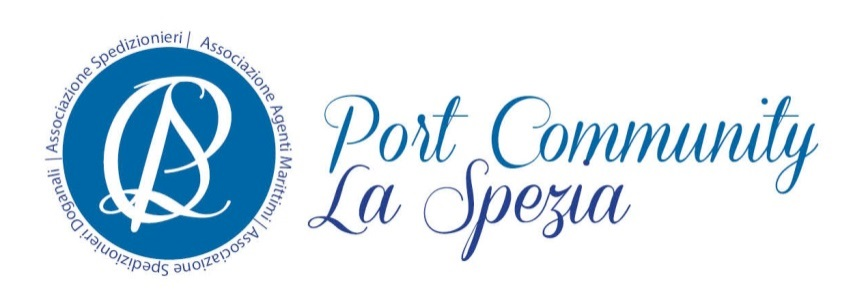 Associazione Spedizionieri | Associazione Agenti Marittimi | Associazione Spedizionieri Doganali |
Port Community
La Spezia